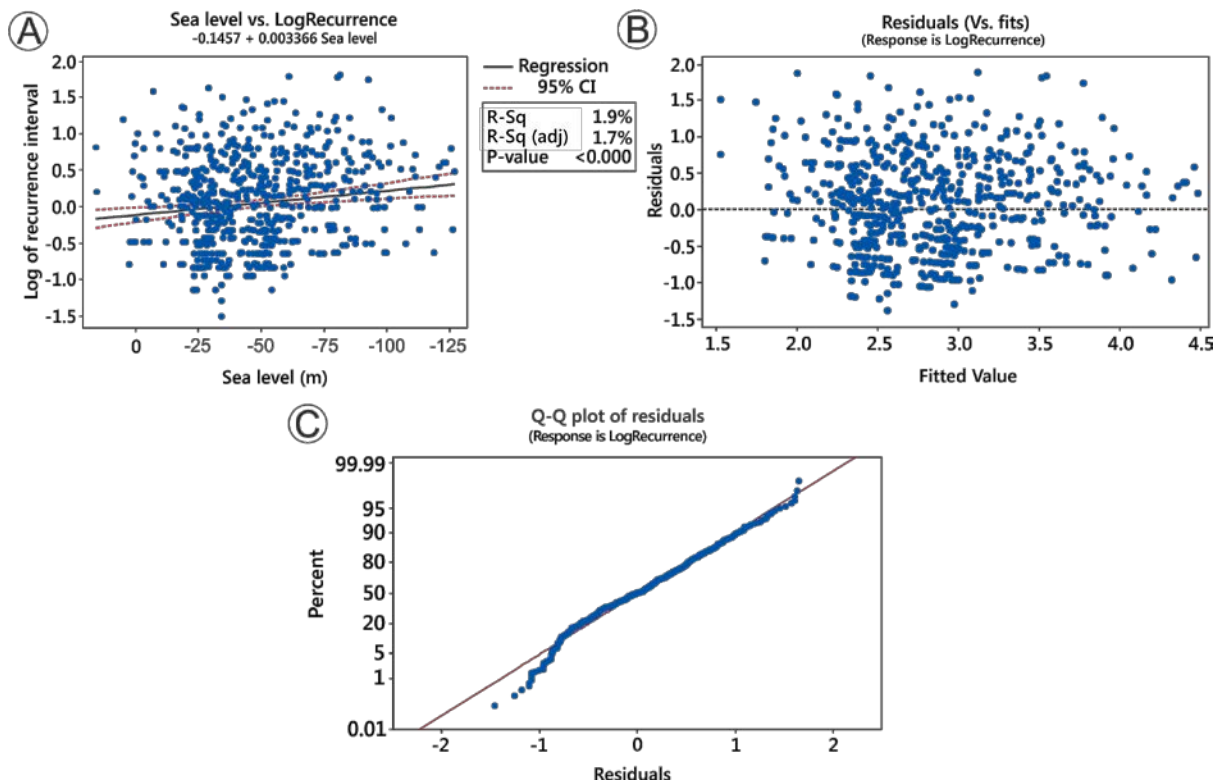 A
Sea level vs. LogRecurrence
-0.1457 + 0.003366 Sea level
2.0
1.5
1.0
0.5
0.0
-0.5
-1.0
-1.5
Log of recurrence interval
0
-25
-50
-75
-100
-125
Sea level (m)
Regression
95% CI
R-Sq 1.9%
R-Sq (adj) 1.7%
P-value <0.000
B
Residuals (Vs. fits)
(Response is LogRecurrence)
2.0
1.5
1.0
0.5
0.0
-0.5
-1.0
-1.5
Residuals
1.5
2.0
2.5
3.0
3.5
4.0
4.5
Fitted Value
C
Q-Q plot of residuals
(Response is LogRecurrence)
99.99
95
90
80
50
20
5
1
0.01
Percent
-2
-1
0
1
2
Residuals